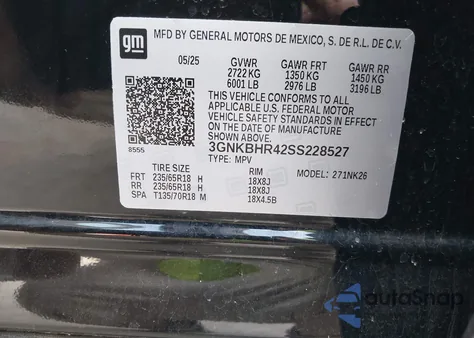 gm
MFD BY GENERAL MOTORS DE MEXICO, S. DE R.L. DE C.V.
05/25 GVWR GAWR FRT GAWR RR
2722 KG 1350 KG 1450 KG
6001 LB 2976 LB 3196 LB
THIS VEHICLE CONFORMS TO ALL
APPLICABLE U.S. FEDERAL MOTOR
VEHICLE SAFETY STANDARDS IN EFFECT
ON THE DATE OF MANUFACTURE
SHOWN ABOVE.
8555 3GNKBHR42SS228527
TYPE: MPV
TIRE SIZE RIM MODEL: 271NK26
FRT 235/65R18 H 18X8J
RR 235/65R18 H 18X8J
SPA T135/70R18 M 18X4.5B
autoSnap